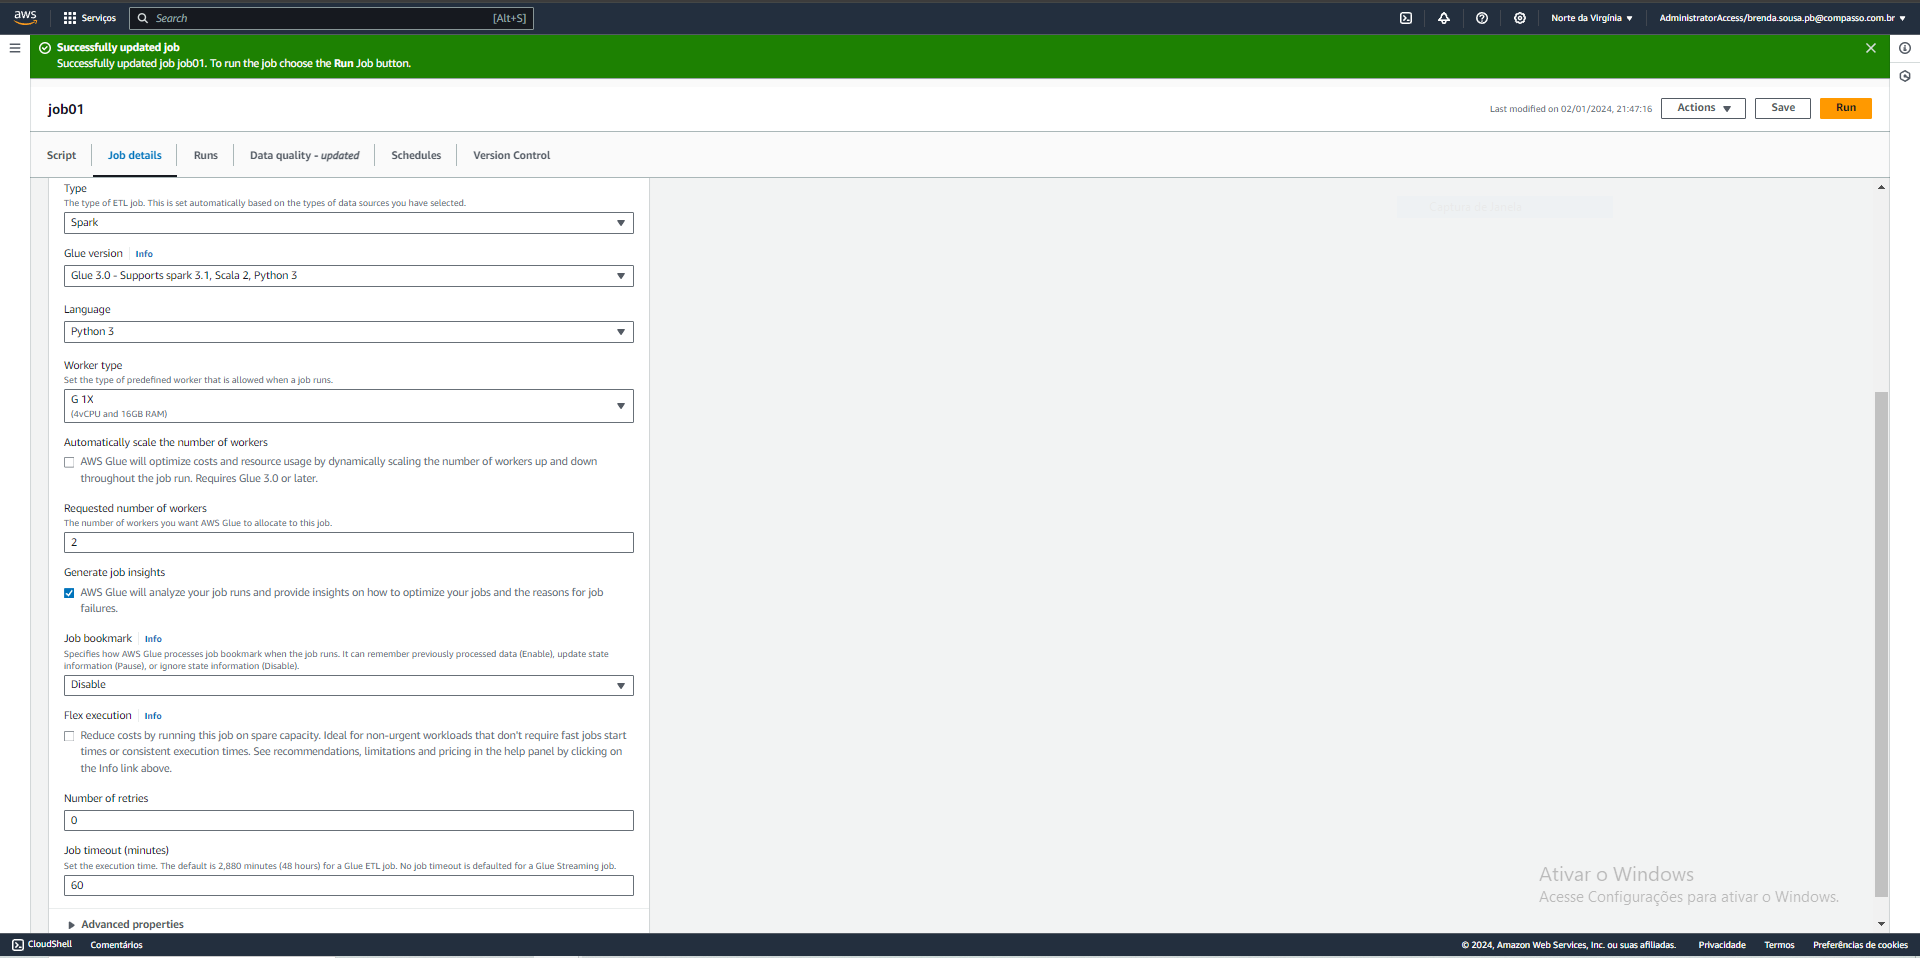 aws
Serviços
Search
[Alt+S]
Norte da Virgínia
AdministratorAccess/brenda.sousa.pb@compasso.com.br
Successfully updated job
Successfully updated job job01. To run the job choose the Run Job button.
job01
Last modified on 02/01/2024, 21:47:16
Actions
Save
Run
Script
Job details
Runs
Data quality - updated
Schedules
Version Control
Type
The type of ETL job. This is set automatically based on the types of data sources you have selected.
Spark
Glue version
Info
Glue 3.0 - Supports spark 3.1, Scala 2, Python 3
Language
Python 3
Worker type
Set the type of predefined worker that is allowed when a job runs.
G 1X
(4vCPU and 16GB RAM)
Automatically scale the number of workers
AWS Glue will optimize costs and resource usage by dynamically scaling the number of workers up and down
throughout the job run. Requires Glue 3.0 or later.
Requested number of workers
The number of workers you want AWS Glue to allocate to this job.
2
Generate job insights
AWS Glue will analyze your job runs and provide insights on how to optimize your jobs and the reasons for job
failures.
Job bookmark
Info
Specifies how AWS Glue processes job bookmark when the job runs. It can remember previously processed data (Enable), update state
information (Pause), or ignore state information (Disable).
Disable
Flex execution
Info
Reduce costs by running this job on spare capacity. Ideal for non-urgent workloads that don't require fast jobs start
times or consistent execution times. See recommendations, limitations and pricing in the help panel by clicking on
the Info link above.
Number of retries
0
Job timeout (minutes)
Set the execution time. The default is 2,880 minutes (48 hours) for a Glue ETL job. No job timeout is defaulted for a Glue Streaming job.
60
Advanced properties
Ativar o Windows
Acesse Configurações para ativar o Windows.
CloudShell
Comentários
© 2024, Amazon Web Services, Inc. ou suas afiliadas.
Privacidade
Termos
Preferências de cookies